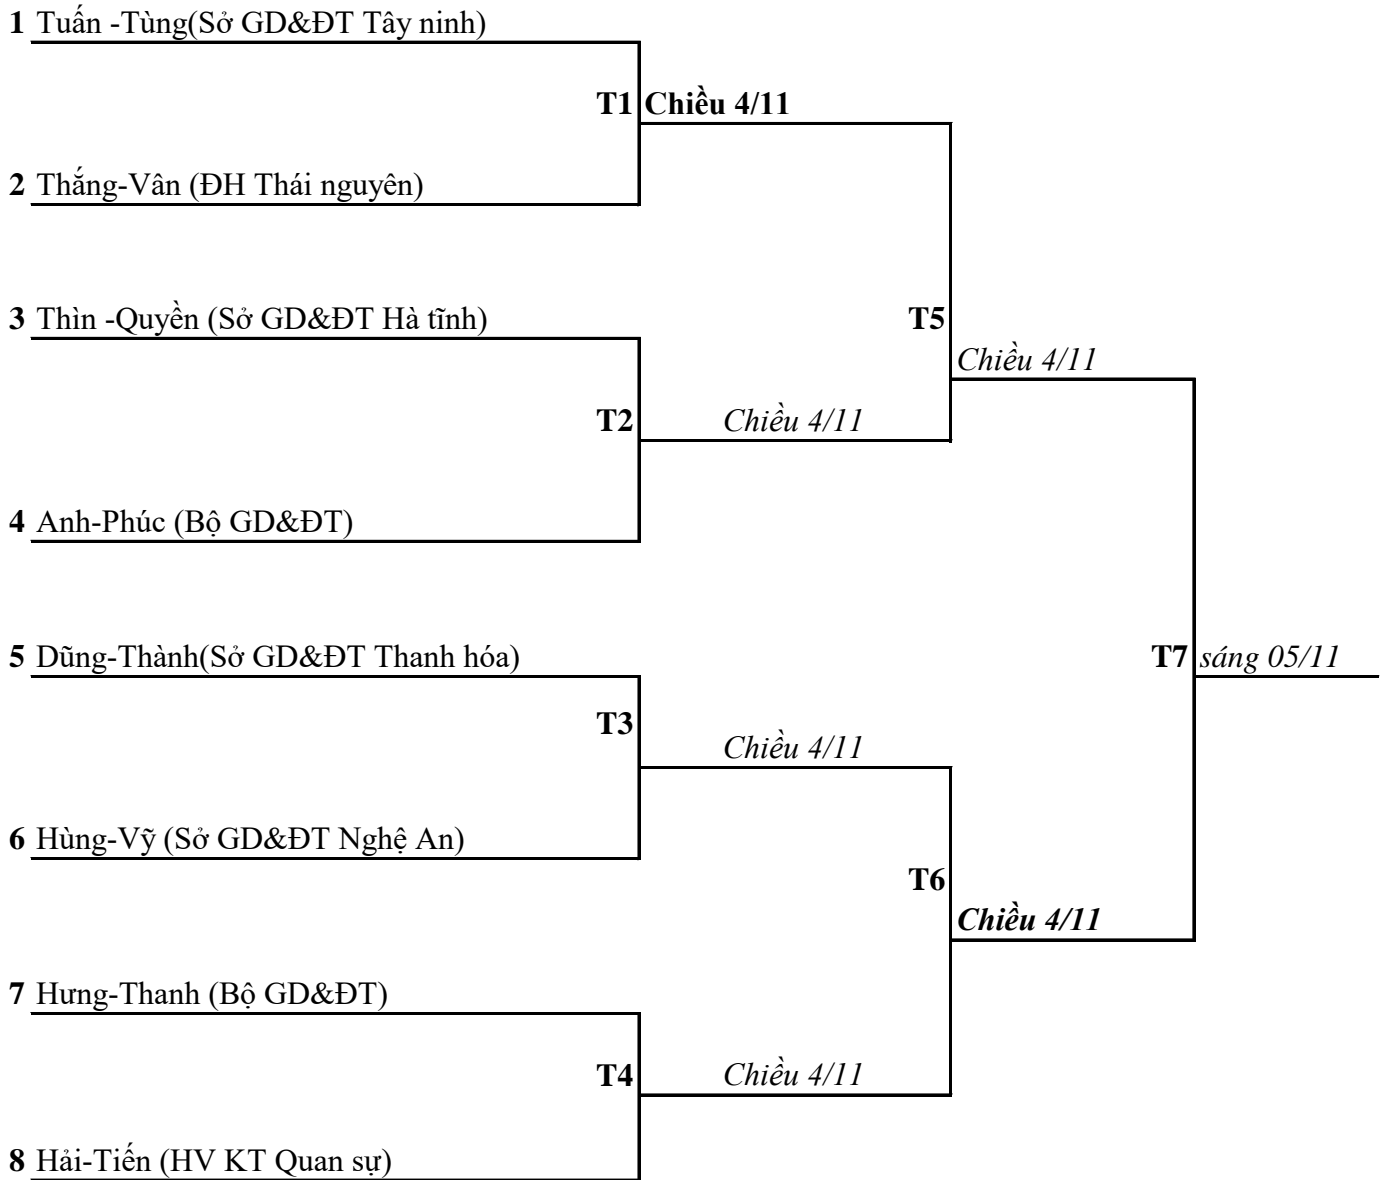 1 Tuấn -Tùng(Sở GD&ĐT Tây ninh)
T1 Chiều 4/11
2 Thắng-Vân (ĐH Thái nguyên)
3 Thìn -Quyền (Sở GD&ĐT Hà tĩnh)
T5
Chiều 4/11
T2 Chiều 4/11
4 Anh-Phúc (Bộ GD&ĐT)
5 Dũng-Thành(Sở GD&ĐT Thanh hóa)
T7 sáng 05/11
T3
Chiều 4/11
6 Hùng-Vỹ (Sở GD&ĐT Nghệ An)
T6
Chiều 4/11
7 Hưng-Thanh (Bộ GD&ĐT)
T4 Chiều 4/11
8 Hải-Tiến (HV KT Quan sự)